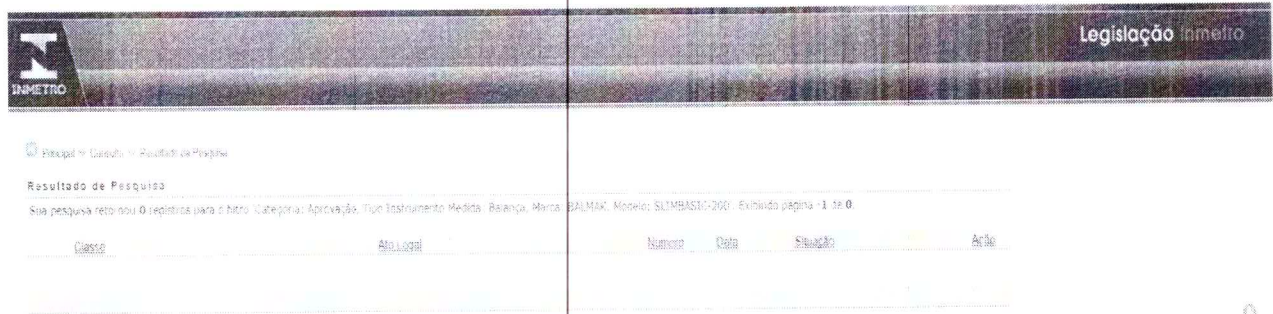 Legislação Inmetro
INMETRO
Principal >> Consulta >> Resultado da Pesquisa
Resultado de Pesquisa
Sua pesquisa retornou 0 registros para o filtro: Categoria: Aprovação, Tipo Instrumento Medida: Balança, Marca: BALMAK, Modelo: SLIMBASIC-200. Exibindo página -1 de 0
Classe Ato Legal Numero Data Situação Ação